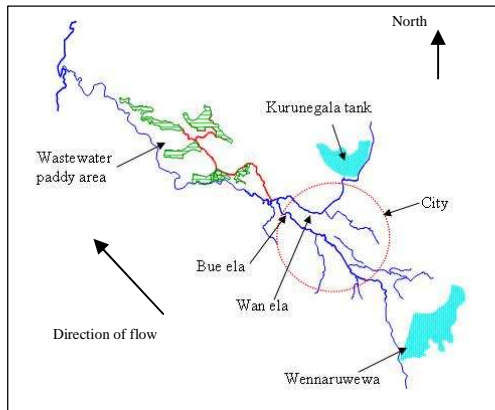 North
Kurunegala tank
Wastewater
paddy area
City
Bue ela
Wan ela
Direction of flow
Wennaruwewa